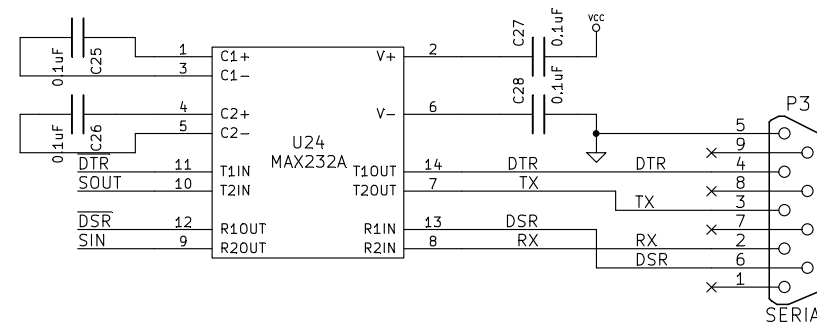 0.1uF
C25
1 C1+
3 C1-
0.1uF
C26
4 C2+
5 C2-
DTR 11 T1IN
SOUT 10 T2IN
DSR 12 R1OUT
SIN 9 R2OUT
U24
MAX232A
V+ 2
C27
0.1uF
VCC
V- 6
C28
0.1uF
T1OUT 14 DTR DTR 4
T2OUT 7 TX TX 3
R1IN 13 DSR DSR 6
R2IN 8 RX RX 2
P3
5
9
8
7
1
SERIA